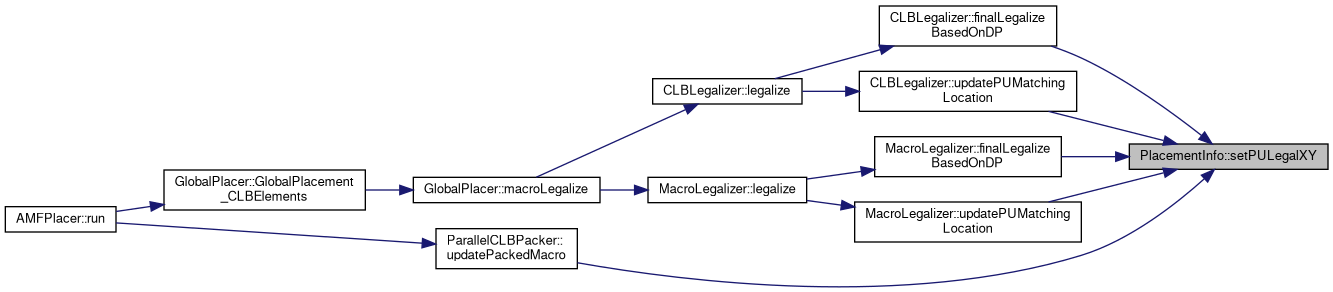 CLBLegalizer::finalLegalize
BasedOnDP
CLBLegalizer::legalize
CLBLegalizer::updatePUMatching
Location
MacroLegalizer::finalLegalize
BasedOnDP
PlacementInfo::setPULegalXY
GlobalPlacer::GlobalPlacement
_CLBElements
GlobalPlacer::macroLegalize
MacroLegalizer::legalize
AMFPlacer::run
MacroLegalizer::updatePUMatching
Location
ParallelCLBPacker::
updatePackedMacro